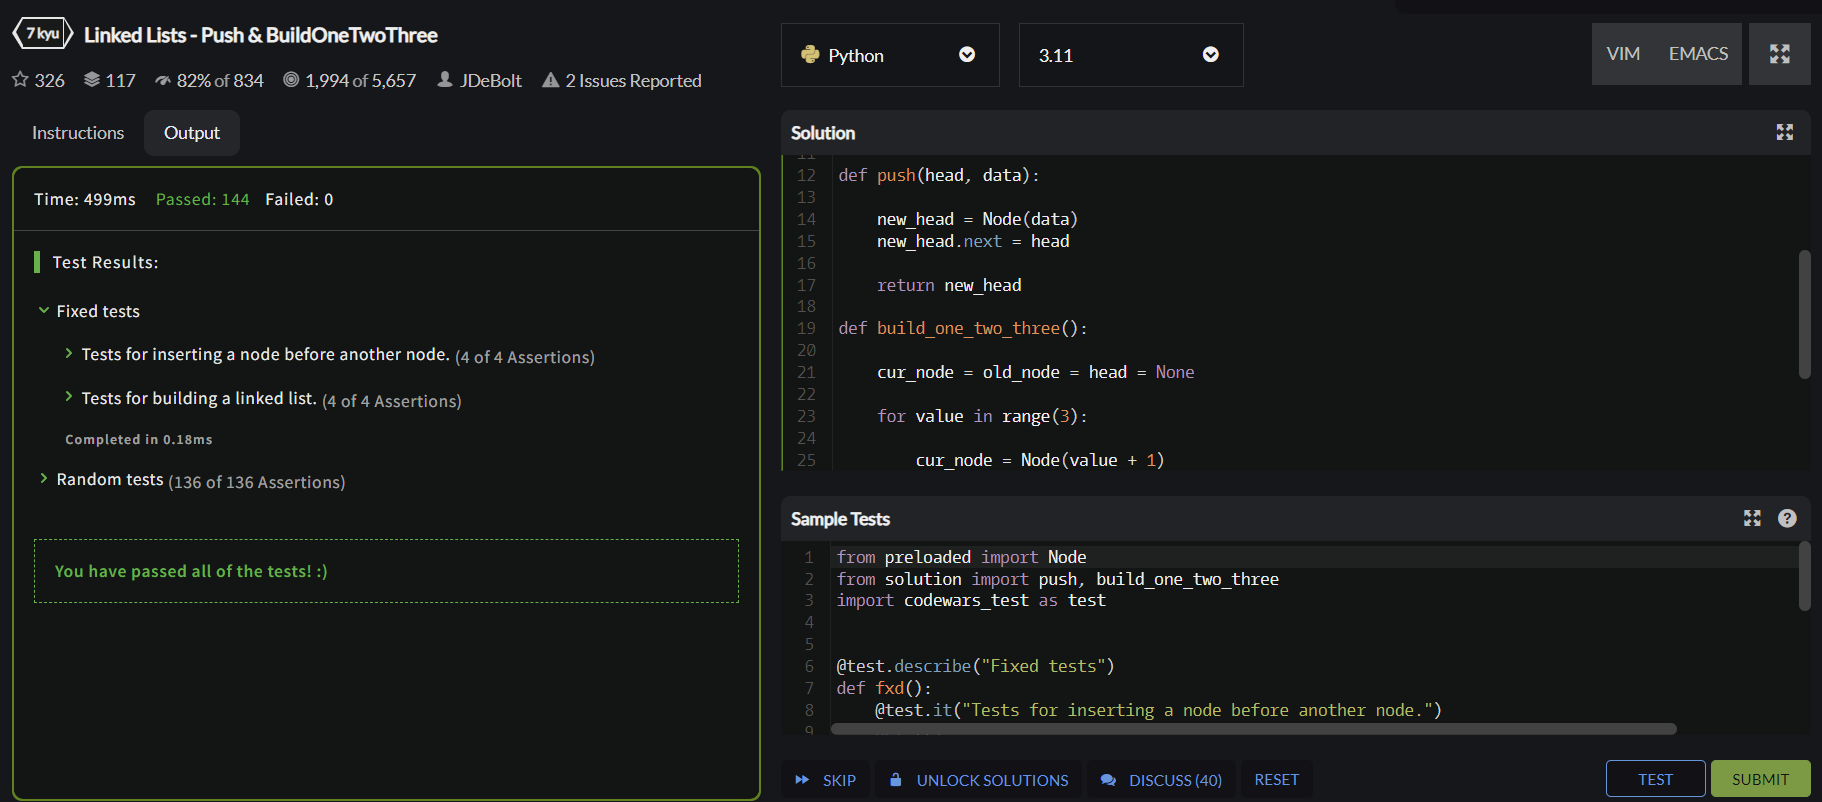 7 kyu Linked Lists - Push & BuildOneTwoThree
326 117 82% of 834 1,994 of 5,657 JDeBolt 2 Issues Reported
Instructions Output
Time: 499ms Passed: 144 Failed: 0
Test Results:
Fixed tests
Tests for inserting a node before another node. (4 of 4 Assertions)
Tests for building a linked list. (4 of 4 Assertions)
Completed in 0.18ms
Random tests (136 of 136 Assertions)
You have passed all of the tests! :)
Python 3.11 VIM EMACS
Solution
11
12 def push(head, data):
13
14 new_head = Node(data)
15 new_head.next = head
16
17 return new_head
18
19 def build_one_two_three():
20
21 cur_node = old_node = head = None
22
23 for value in range(3):
24
25 cur_node = Node(value + 1)
Sample Tests ?
1 from preloaded import Node
2 from solution import push, build_one_two_three
3 import codewars_test as test
4
5
6 @test.describe("Fixed tests")
7 def fxd():
8 @test.it("Tests for inserting a node before another node.")
9
SKIP UNLOCK SOLUTIONS DISCUSS (40) RESET TEST SUBMIT